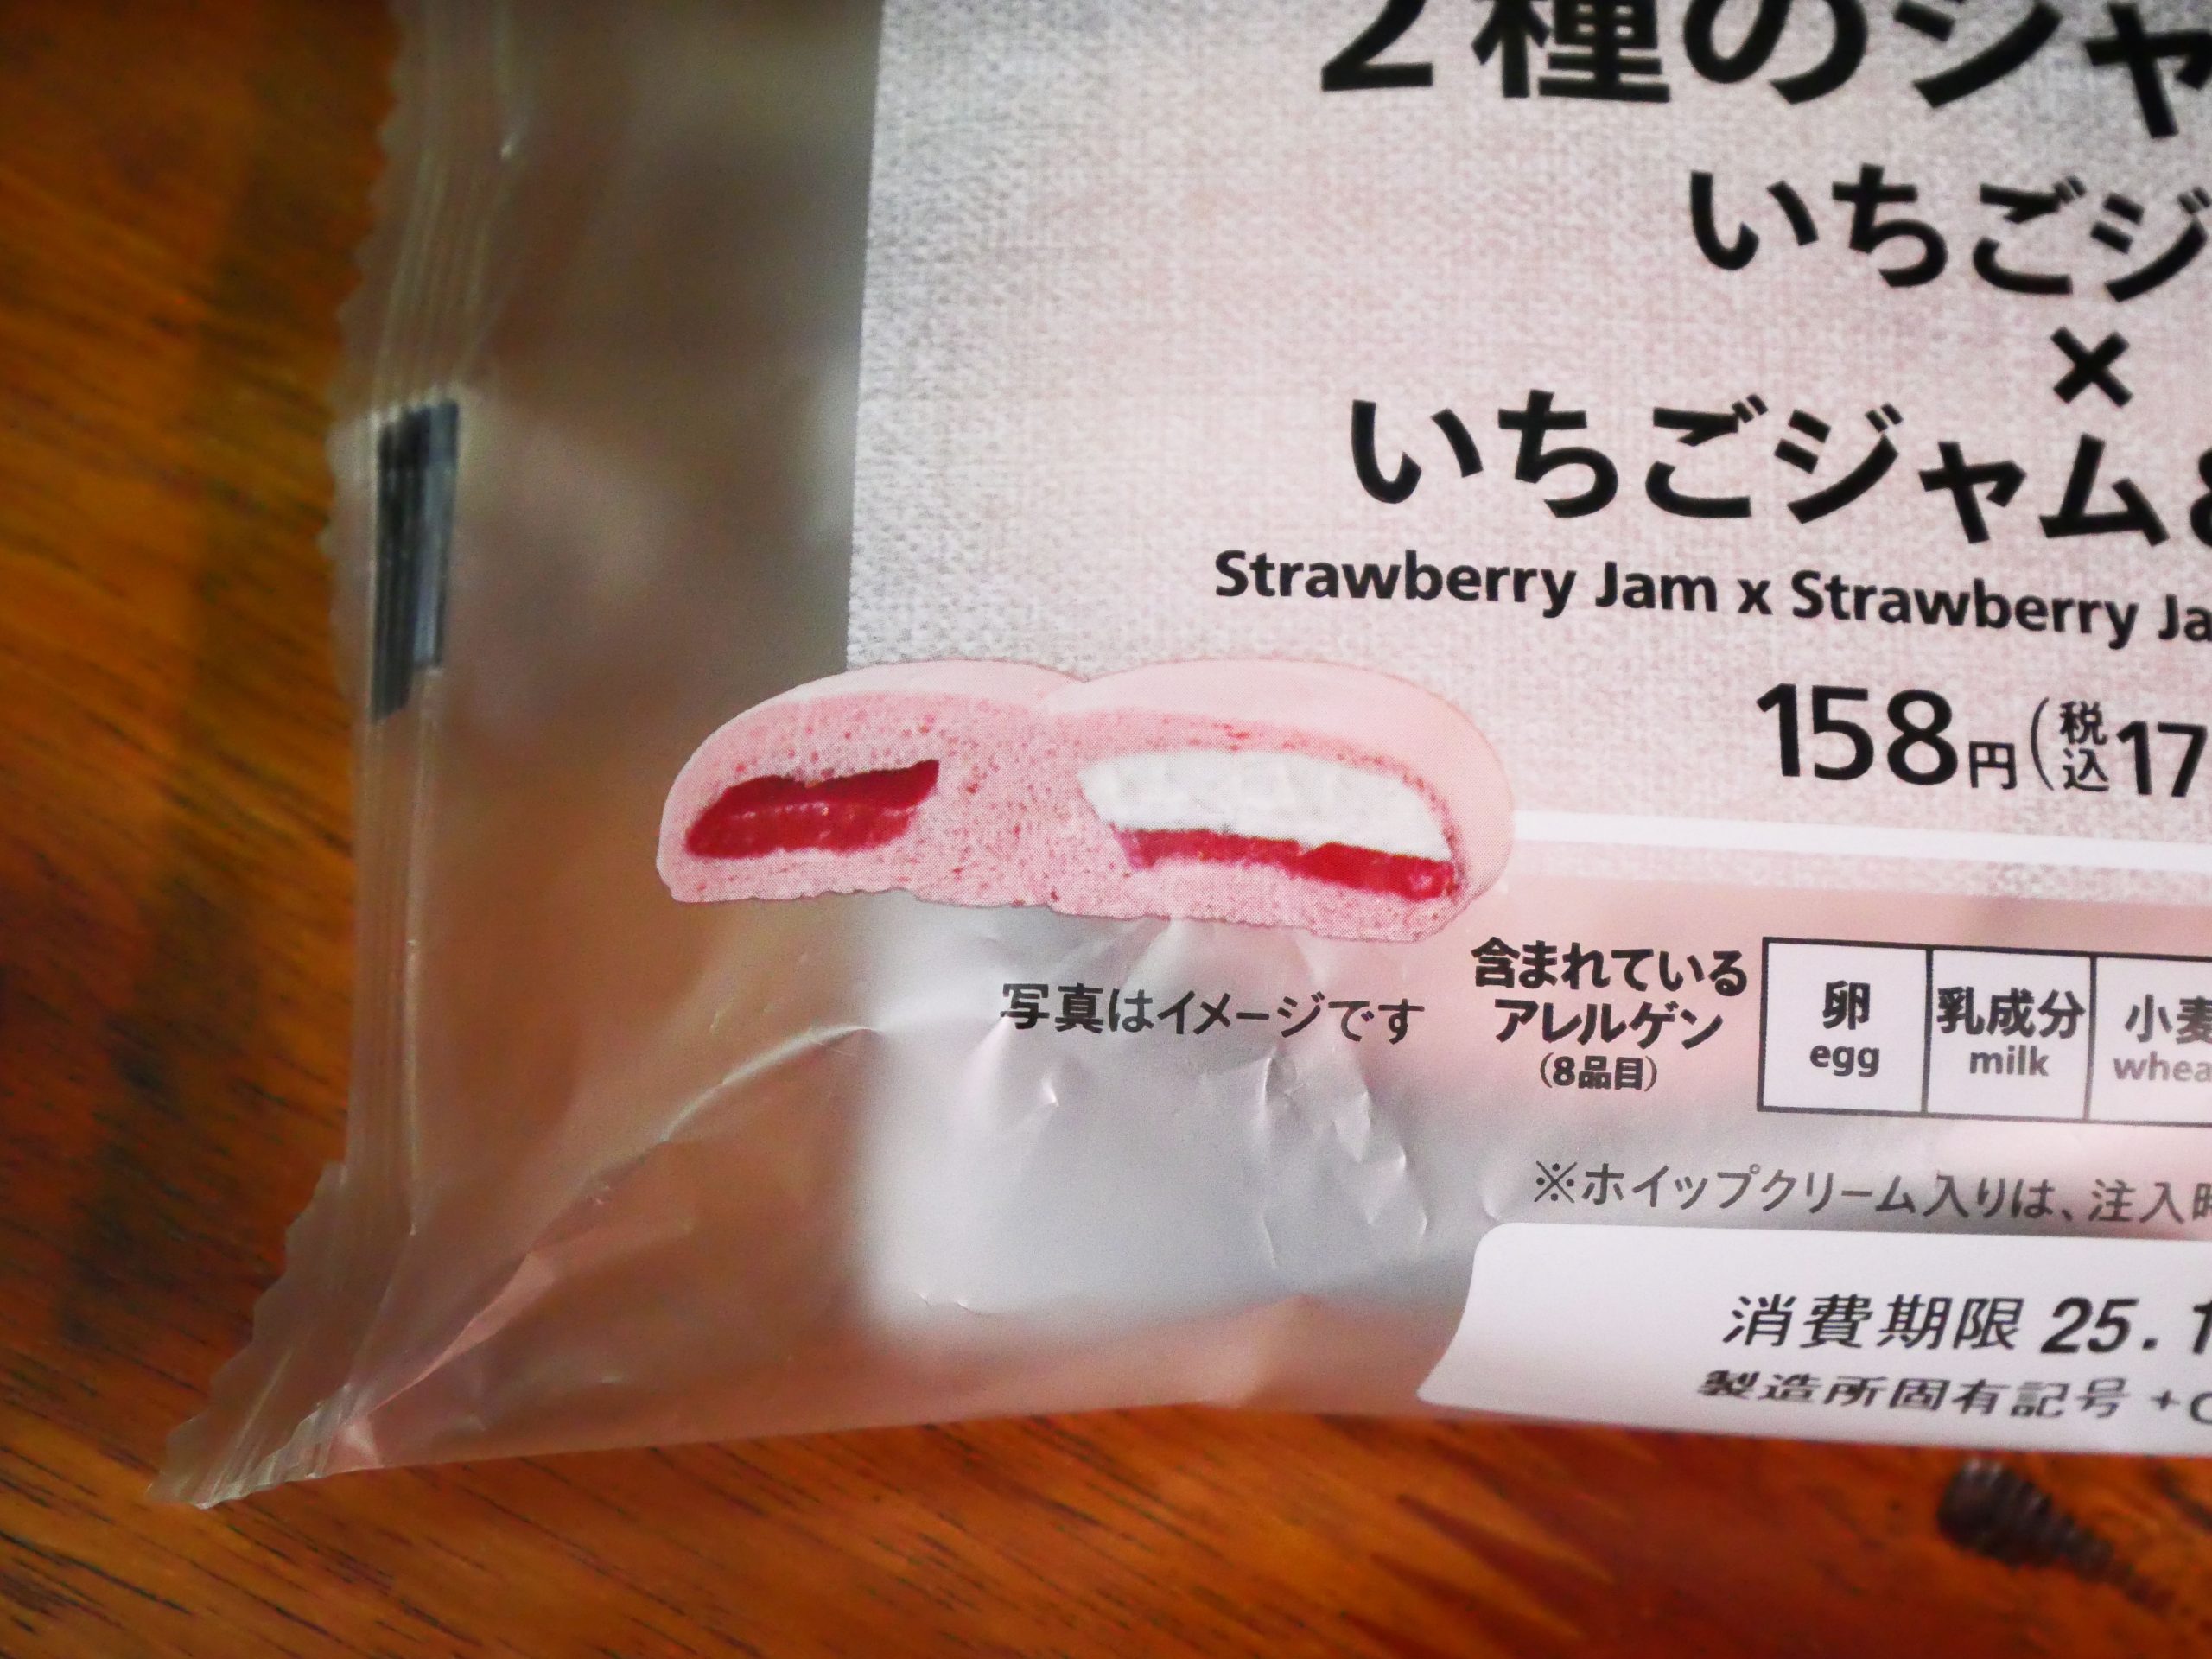 2種のジャ
いちごジ
×
いちごジャム&
Strawberry Jam x Strawberry Ja
158円(税込17
写真はイメージです
含まれている
アレルゲン
(8品目)
卵
egg
乳成分
milk
小麦
whea
※ホイップクリーム入りは、注入時
消費期限 25.1
製造所固有記号 +C